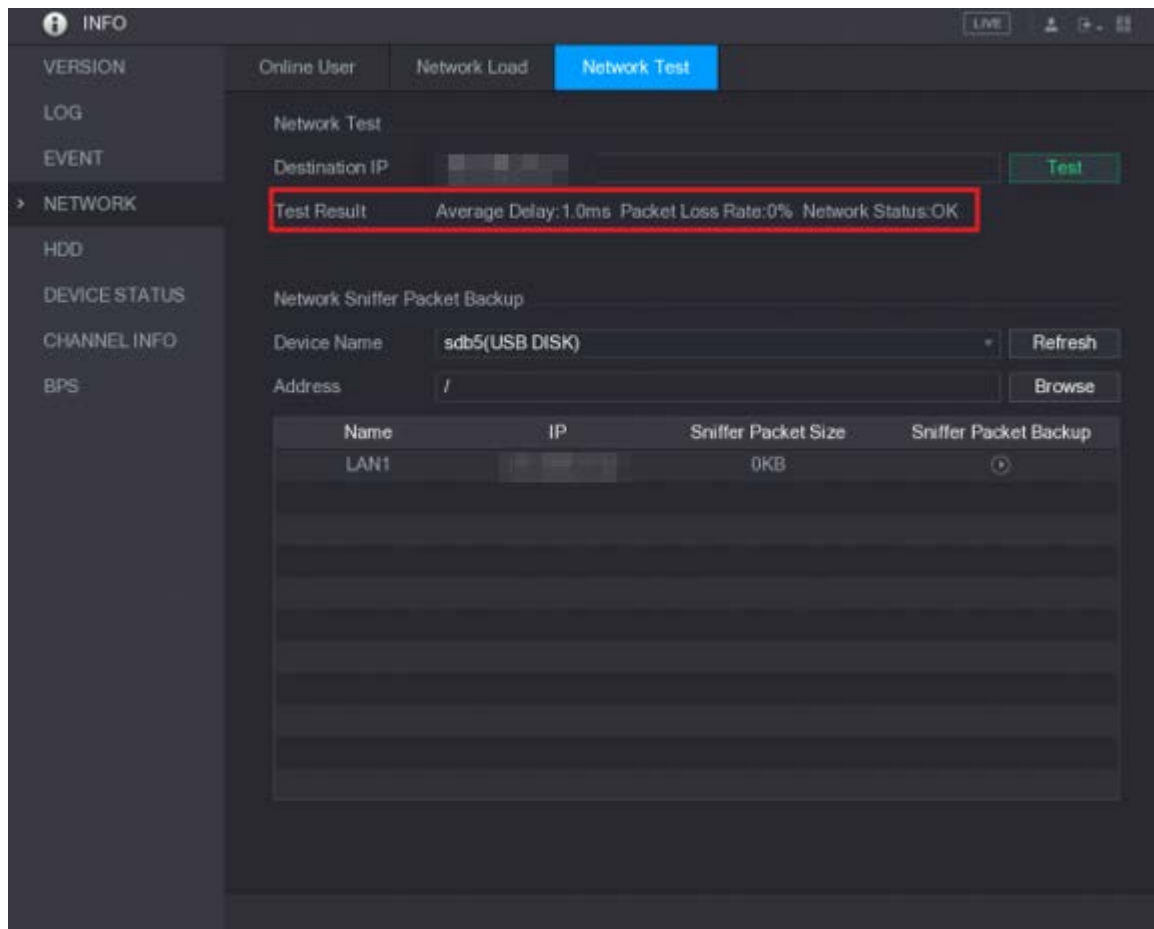 INFO
LIVE
VERSION
LOG
EVENT
NETWORK
HDD
DEVICE STATUS
CHANNEL INFO
BPS
Online User Network Load Network Test
Network Test
Destination IP Test
Test Result Average Delay:1.0ms Packet Loss Rate:0% Network Status:OK
Network Sniffer Packet Backup
Device Name sdb5(USB DISK) Refresh
Address / Browse
Name IP Sniffer Packet Size Sniffer Packet Backup
LAN1 0KB